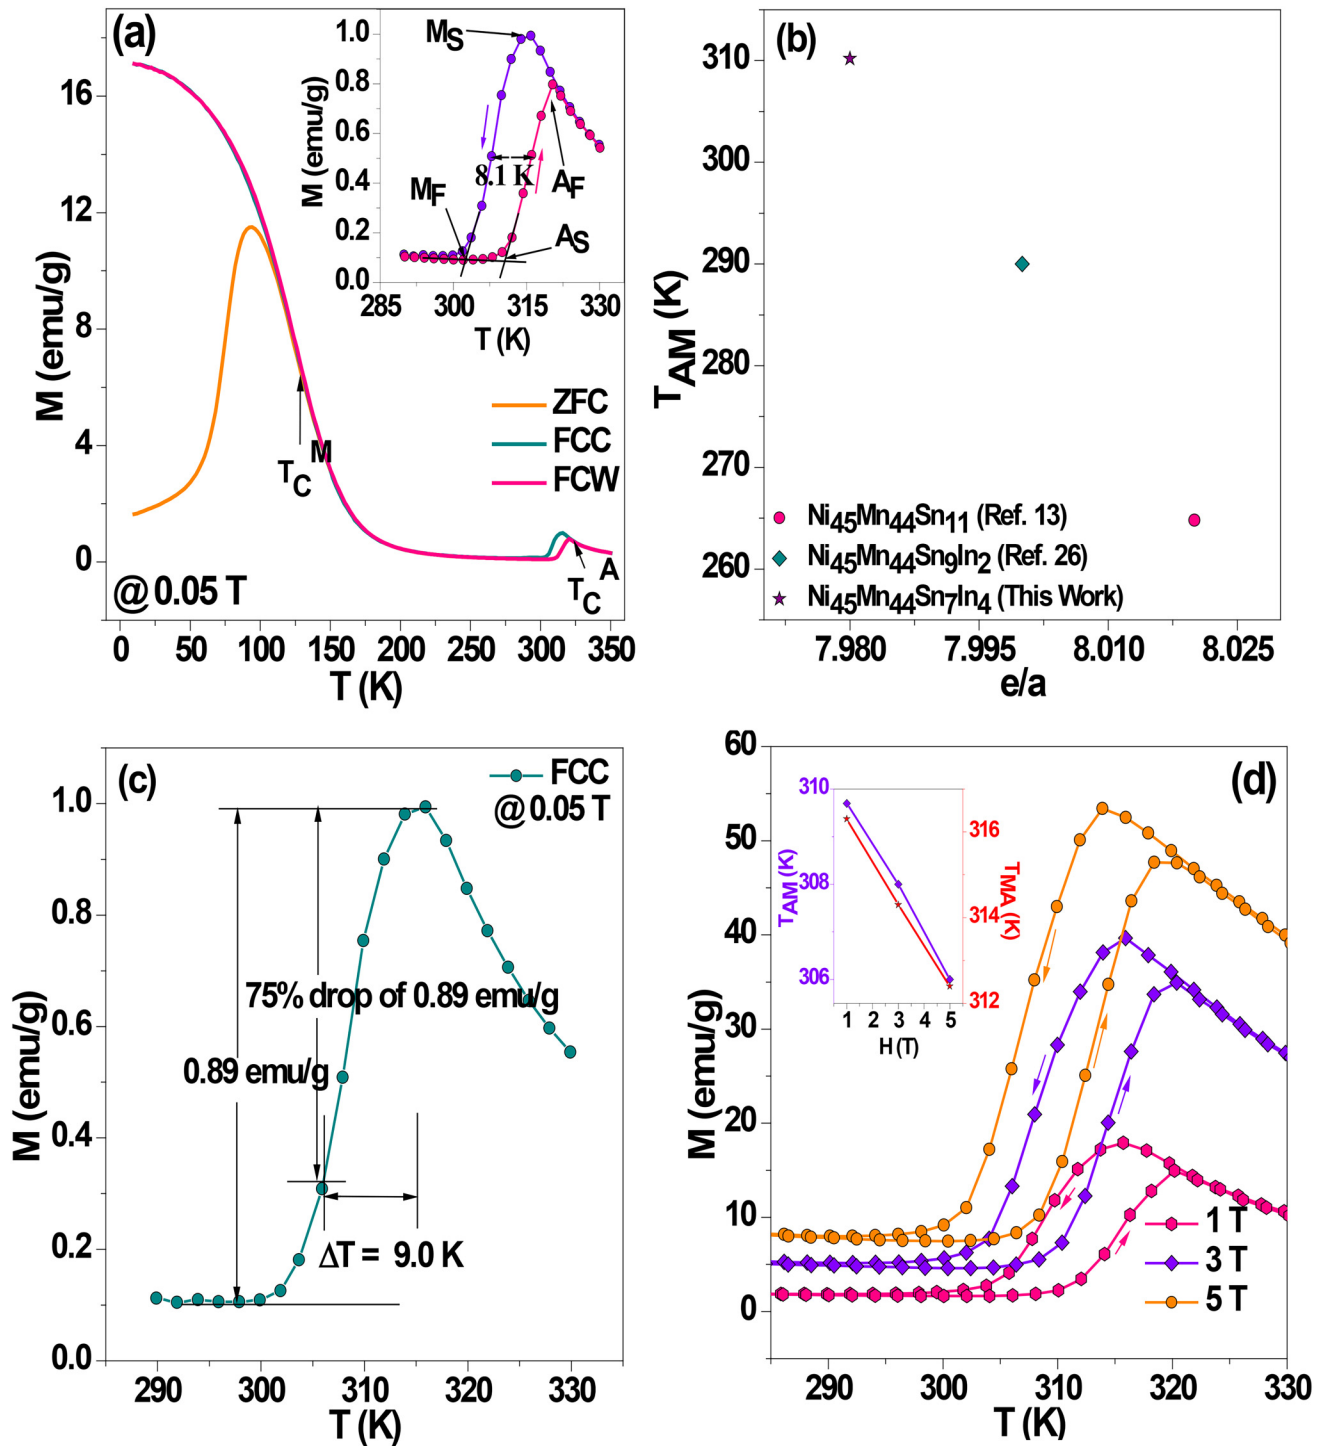 (a)
M (emu/g)
16
12
8
4
0
0 50 100 150 200 250 300 350
T (K)
@ 0.05 T
T_C^M
T_C^A
ZFC
FCC
FCW
M (emu/g)
1.0
0.8
0.6
0.4
0.2
0.0
285 300 315 330
T (K)
M_S
M_F
8.1 K
A_F
A_S
(b)
T_AM (K)
310
300
290
280
270
260
7.980 7.995 8.010 8.025
e/a
Ni45Mn44Sn11 (Ref. 13)
Ni45Mn44Sn9In2 (Ref. 26)
Ni45Mn44Sn7In4 (This Work)
(c)
FCC
@ 0.05 T
M (emu/g)
1.0
0.8
0.6
0.4
0.2
0.0
75% drop of 0.89 emu/g
0.89 emu/g
ΔT = 9.0 K
290 300 310 320 330
T (K)
(d)
M (emu/g)
60
50
40
30
20
10
0
290 300 310 320 330
T (K)
1 T
3 T
5 T
T_AM (K)
310
308
306
T_MA (K)
316
314
312
1 2 3 4 5
H (T)